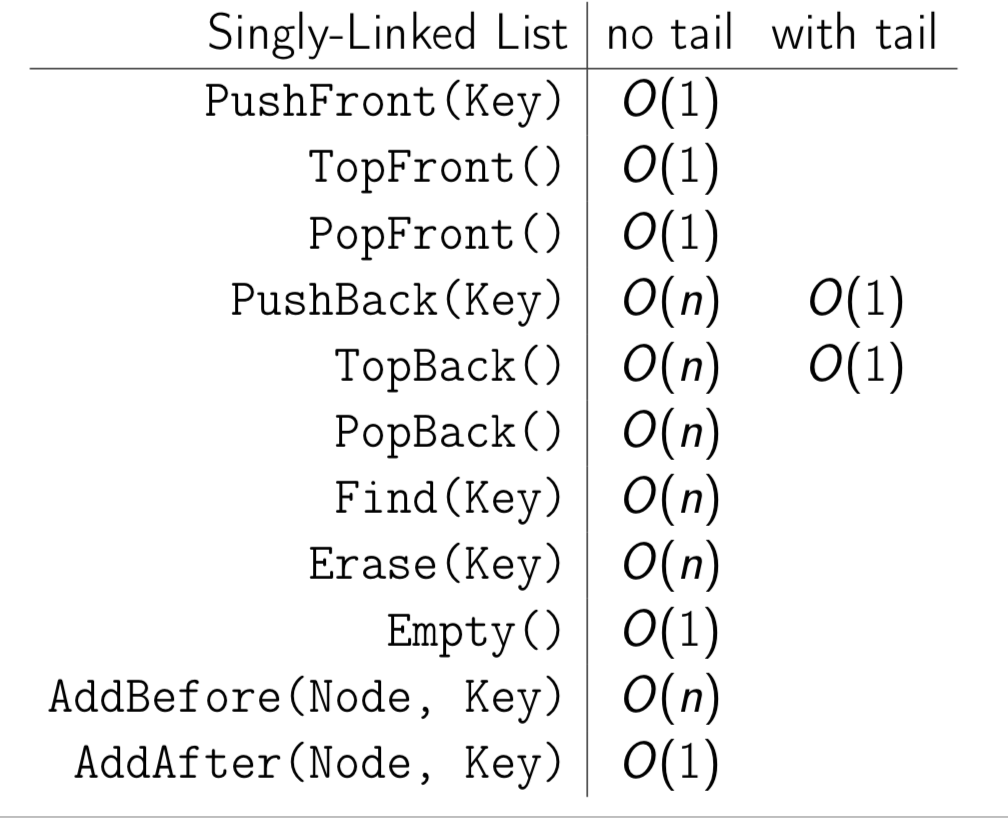 Singly-Linked List no tail with tail
PushFront(Key) O(1)
TopFront() O(1)
PopFront() O(1)
PushBack(Key) O(n) O(1)
TopBack() O(n) O(1)
PopBack() O(n)
Find(Key) O(n)
Erase(Key) O(n)
Empty() O(1)
AddBefore(Node, Key) O(n)
AddAfter(Node, Key) O(1)